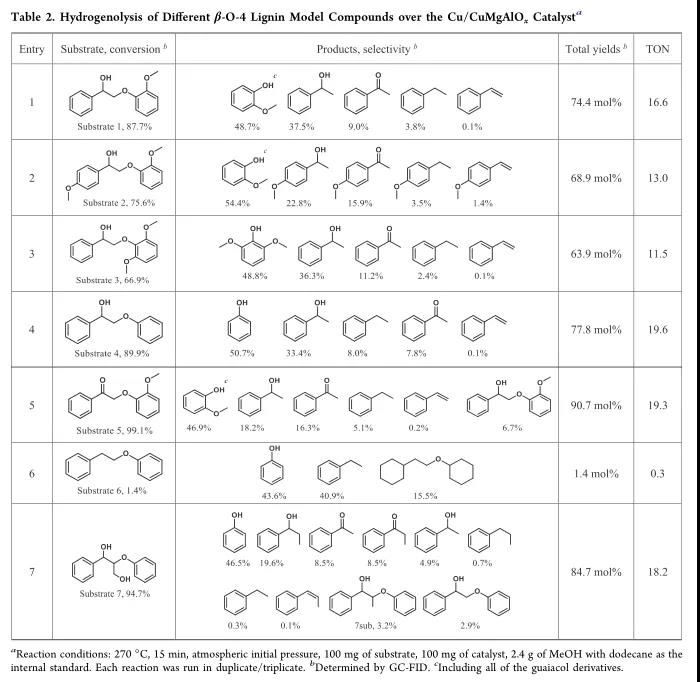 Table 2. Hydrogenolysis of Different β-O-4 Lignin Model Compounds over the Cu/CuMgAlOx Catalyst a
Entry Substrate, conversion b Products, selectivity b Total yields b TON
OH O O c OH O OH O
1 74.4 mol% 16.6
Substrate 1, 87.7% 48.7% 37.5% 9.0% 3.8% 0.1%
OH O O O c OH O OH O O O O O
2 68.9 mol% 13.0
Substrate 2, 75.6% 54.4% 22.8% 15.9% 3.5% 1.4%
OH O O O O OH O OH O
3 63.9 mol% 11.5
Substrate 3, 66.9% 48.8% 36.3% 11.2% 2.4% 0.1%
OH O OH OH O
4 77.8 mol% 19.6
Substrate 4, 89.9% 50.7% 33.4% 8.0% 7.8% 0.1%
O O O c OH O OH O OH O O
5 90.7 mol% 19.3
Substrate 5, 99.1% 46.9% 18.2% 16.3% 5.1% 0.2% 6.7%
O OH O
6 1.4 mol% 0.3
Substrate 6, 1.4% 43.6% 40.9% 15.5%
OH O OH OH OH O O OH
46.5% 19.6% 8.5% 8.5% 4.9% 0.7%
7 84.7 mol% 18.2
Substrate 7, 94.7%
OH O OH O
0.3% 0.1% 7sub, 3.2% 2.9%
aReaction conditions: 270 °C, 15 min, atmospheric initial pressure, 100 mg of substrate, 100 mg of catalyst, 2.4 g of MeOH with dodecane as the
internal standard. Each reaction was run in duplicate/triplicate. bDetermined by GC-FID. cIncluding all of the guaiacol derivatives.